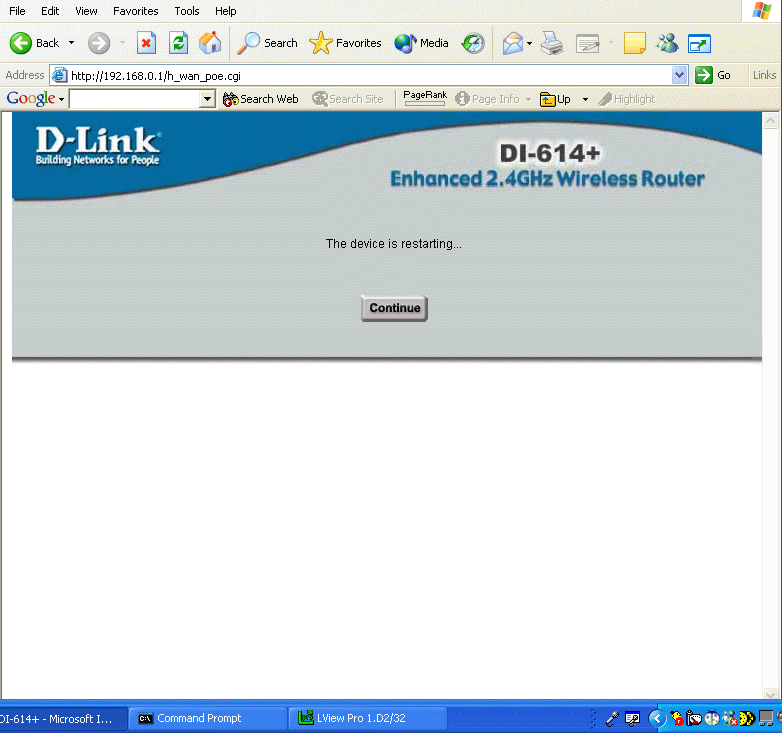 File Edit View Favorites Tools Help
Back Search Favorites Media
Address http://192.168.0.1/h_wan_poe.cgi Go Links
Google Search Web Search Site PageRank Page Info Up Highlight
D-Link
Building Networks for People
DI-614+
Enhanced 2.4GHz Wireless Router
The device is restarting...
Continue
DI-614+ - Microsoft I... Command Prompt LView Pro 1.D2/32